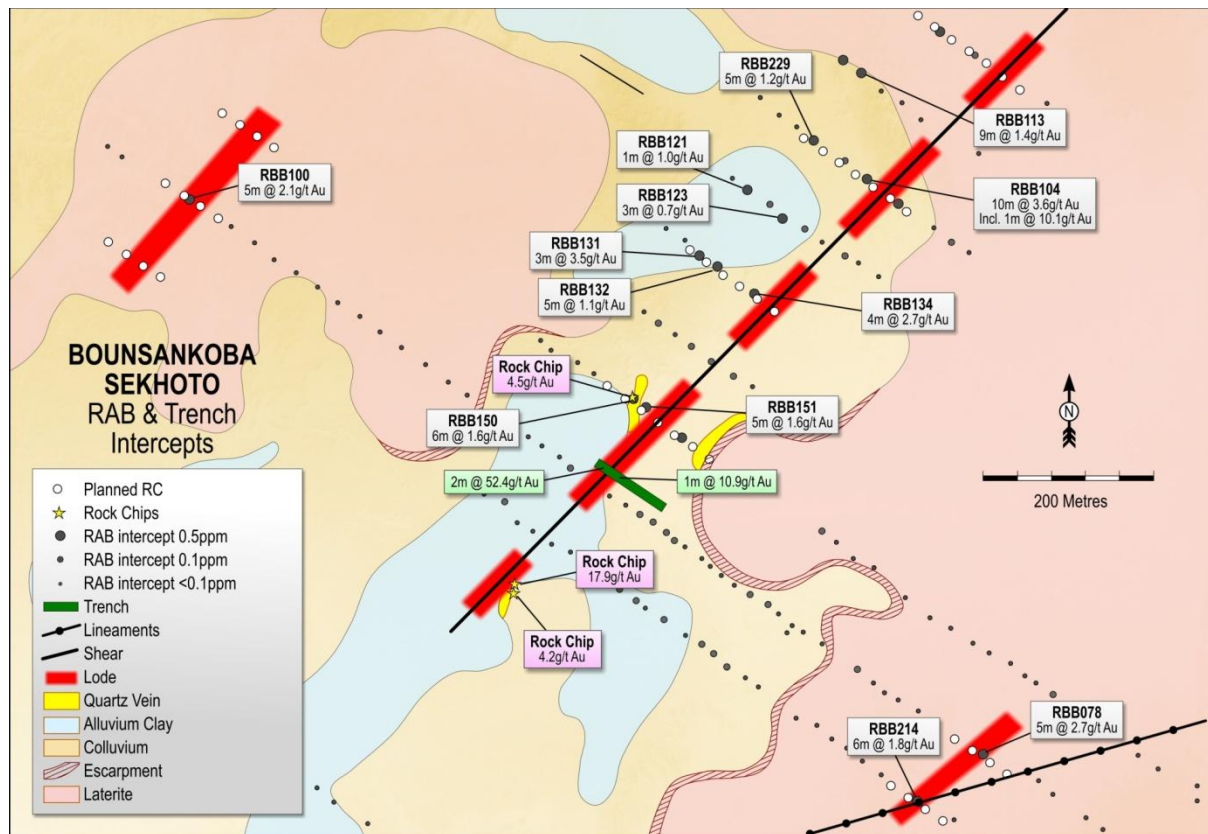 RBB229
5m @ 1.2g/t Au
RBB113
9m @ 1.4g/t Au
RBB121
1m @ 1.0g/t Au
RBB100
5m @ 2.1g/t Au
RBB123
3m @ 0.7g/t Au
RBB104
10m @ 3.6g/t Au
Incl. 1m @ 10.1g/t Au
RBB131
3m @ 3.5g/t Au
RBB132
5m @ 1.1g/t Au
RBB134
4m @ 2.7g/t Au
BOUNSANKOBA
SEKHOTO
RAB & Trench
Intercepts
Rock Chip
4.5g/t Au
RBB150
6m @ 1.6g/t Au
RBB151
5m @ 1.6g/t Au
N
200 Metres
2m @ 52.4g/t Au
1m @ 10.9g/t Au
Rock Chip
17.9g/t Au
Rock Chip
4.2g/t Au
Planned RC
Rock Chips
RAB intercept 0.5ppm
RAB intercept 0.1ppm
RAB intercept <0.1ppm
Trench
Lineaments
Shear
Lode
Quartz Vein
Alluvium Clay
Colluvium
Escarpment
Laterite
RBB214
6m @ 1.8g/t Au
RBB078
5m @ 2.7g/t Au